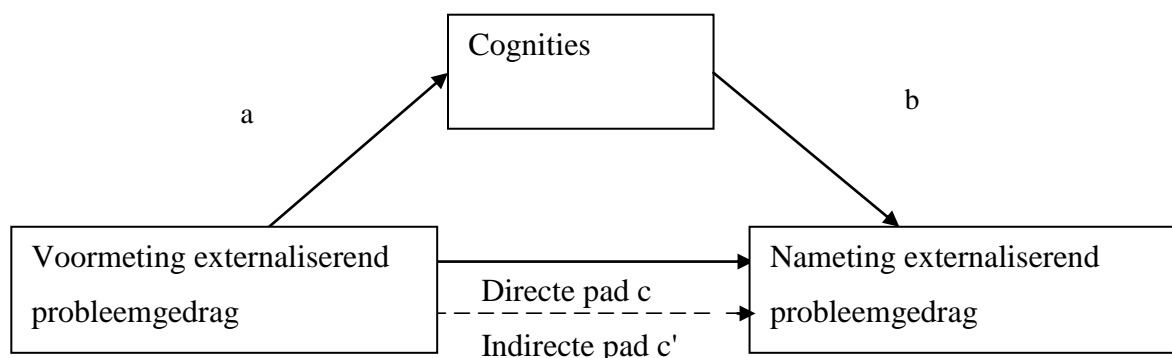 Cognities
a
b
Voormeting externaliserend
probleemgedrag
Directe pad c
Indirecte pad c'
Nameting externaliserend
probleemgedrag